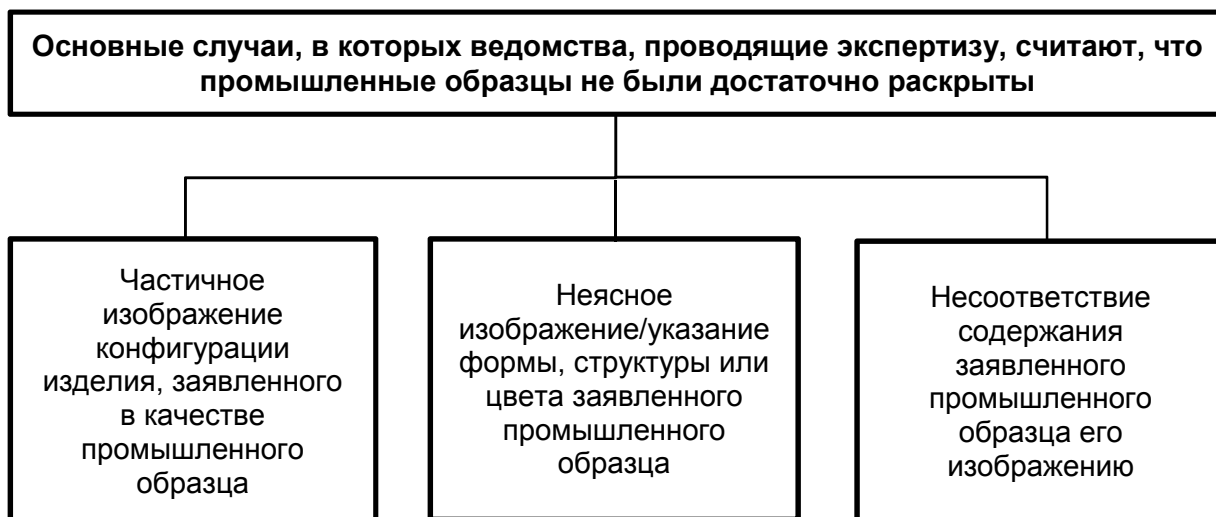 Основные случаи, в которых ведомства, проводящие экспертизу, считают, что
промышленные образцы не были достаточно раскрыты
Частичное
изображение
конфигурации
изделия, заявленного
в качестве
промышленного
образца
Неясное
изображение/указание
формы, структуры или
цвета заявленного
промышленного
образца
Несоответствие
содержания
заявленного
промышленного
образца его
изображению